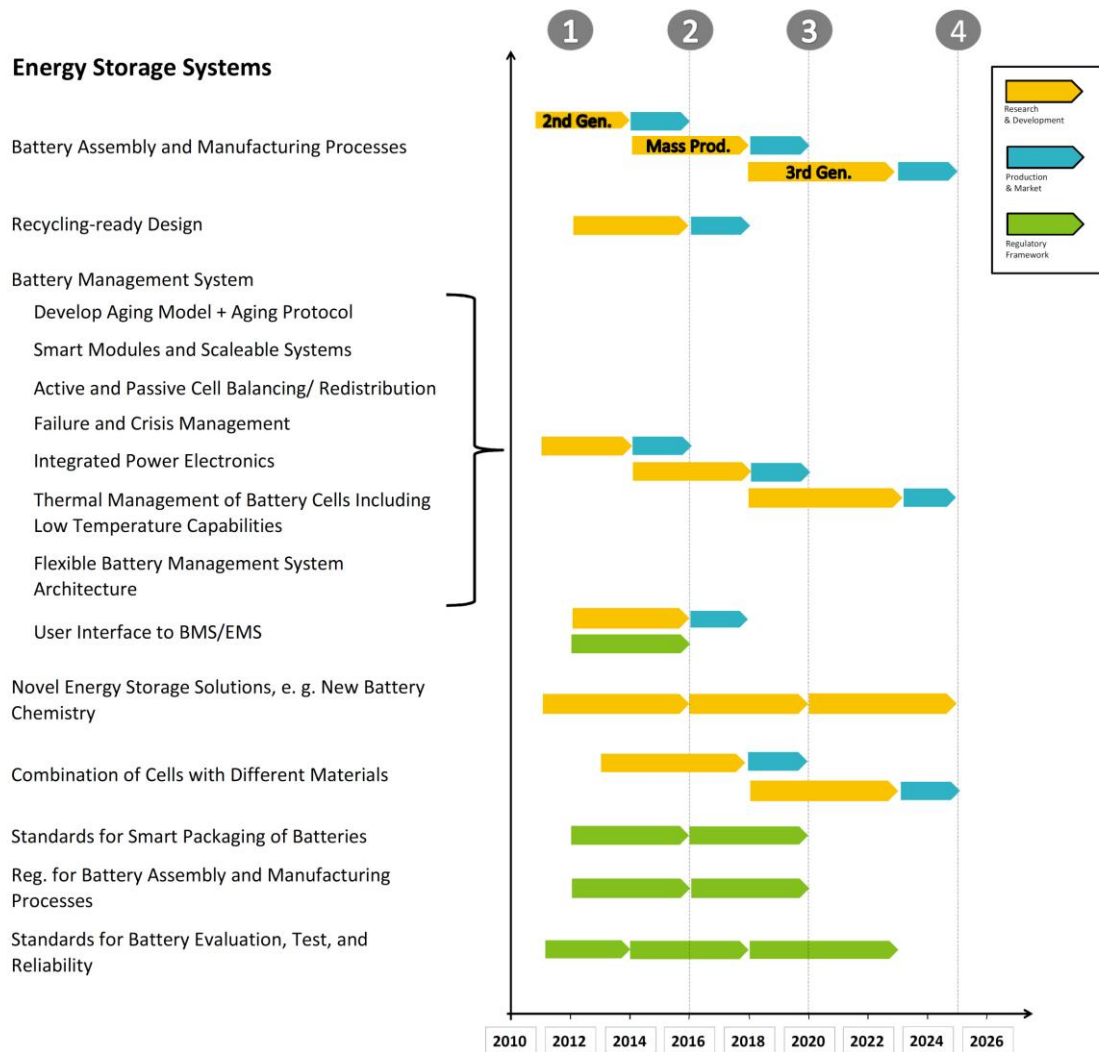 1 2 3 4
Energy Storage Systems
Research
& Development
Production
& Market
Regulatory
Framework
2nd Gen.
Battery Assembly and Manufacturing Processes
Mass Prod.
3rd Gen.
Recycling-ready Design
Battery Management System
Develop Aging Model + Aging Protocol
Smart Modules and Scaleable Systems
Active and Passive Cell Balancing/ Redistribution
Failure and Crisis Management
Integrated Power Electronics
Thermal Management of Battery Cells Including
Low Temperature Capabilities
Flexible Battery Management System
Architecture
User Interface to BMS/EMS
Novel Energy Storage Solutions, e. g. New Battery
Chemistry
Combination of Cells with Different Materials
Standards for Smart Packaging of Batteries
Reg. for Battery Assembly and Manufacturing
Processes
Standards for Battery Evaluation, Test, and
Reliability
2010 2012 2014 2016 2018 2020 2022 2024 2026